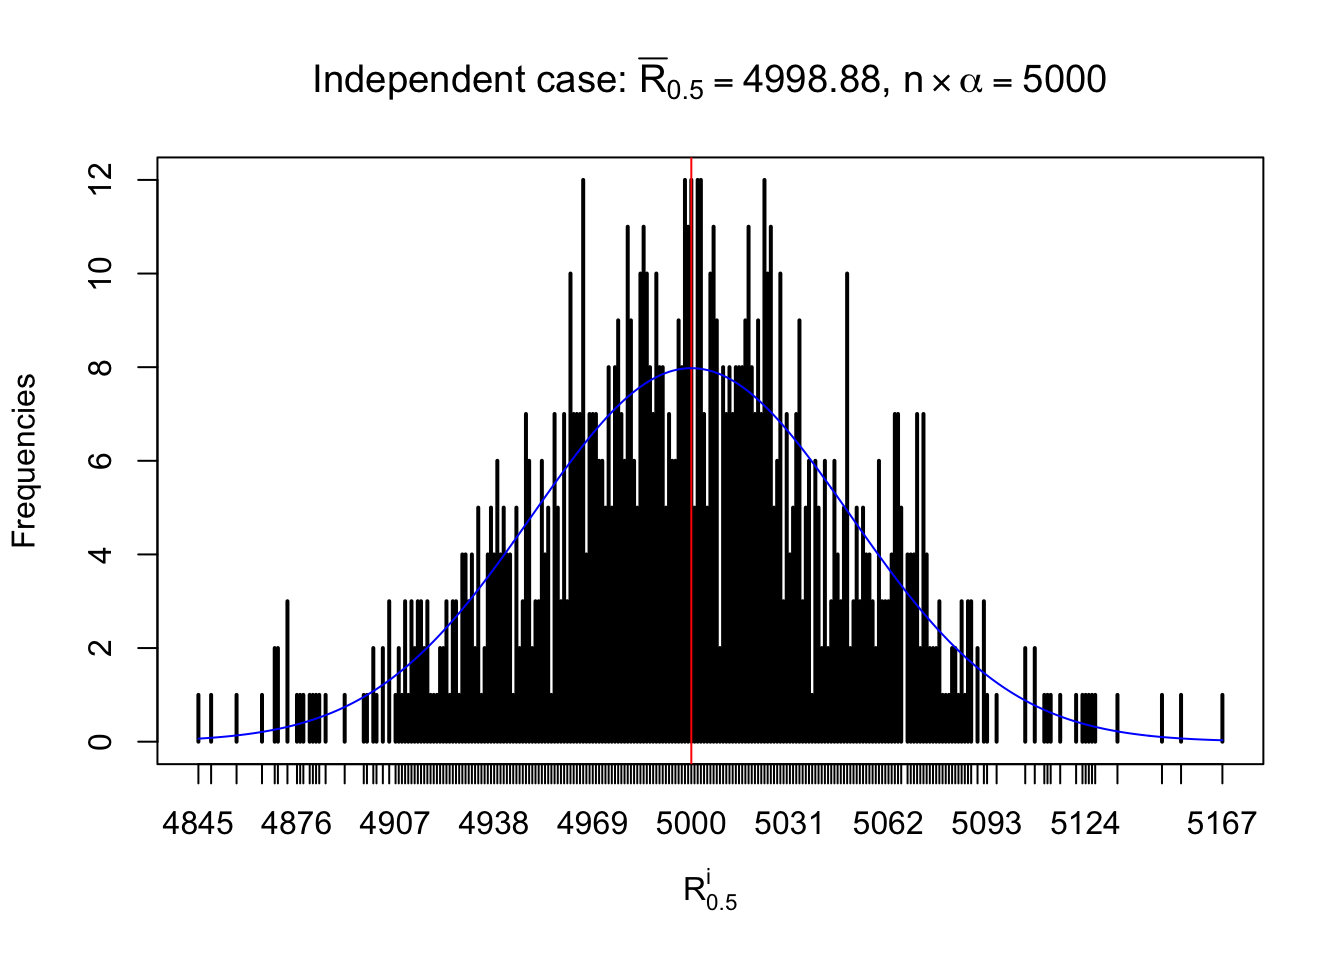 Independent case: R̅0.5 = 4998.88, n × α = 5000
Frequencies
12
10
8
6
4
2
0
4845 4876 4907 4938 4969 5000 5031 5062 5093 5124 5167
R^i_0.5